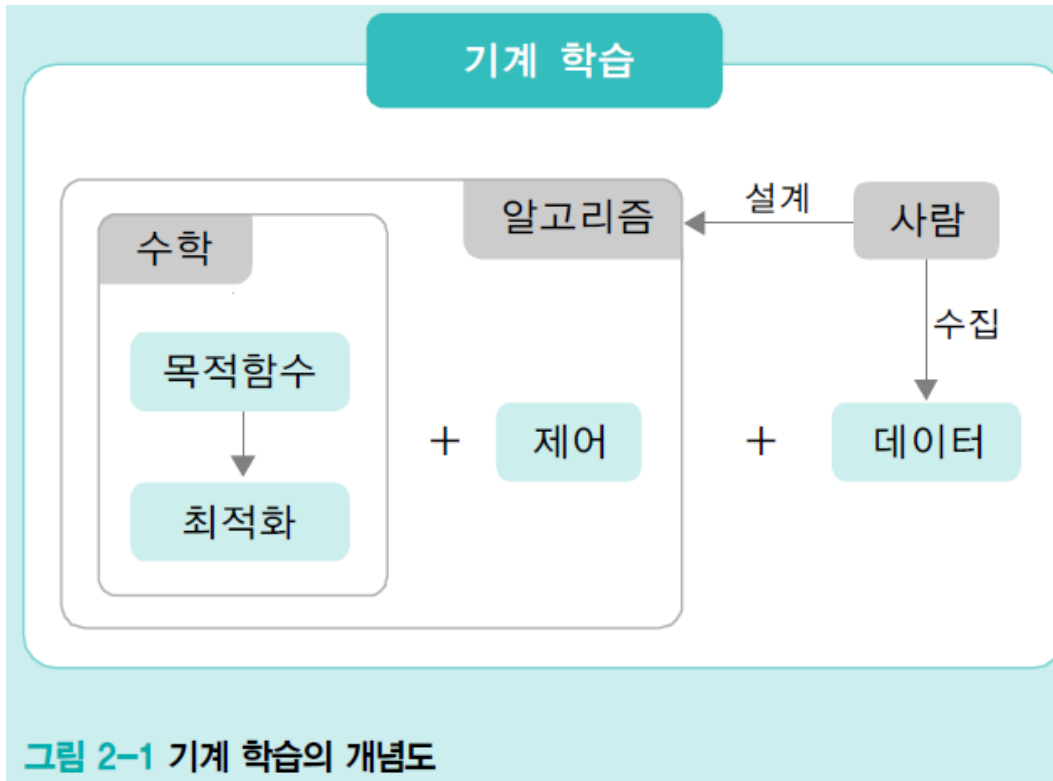 기계 학습
수학
알고리즘
설계
사람
수집
목적함수
최적화
+
제어
+
데이터
그림 2-1 기계 학습의 개념도